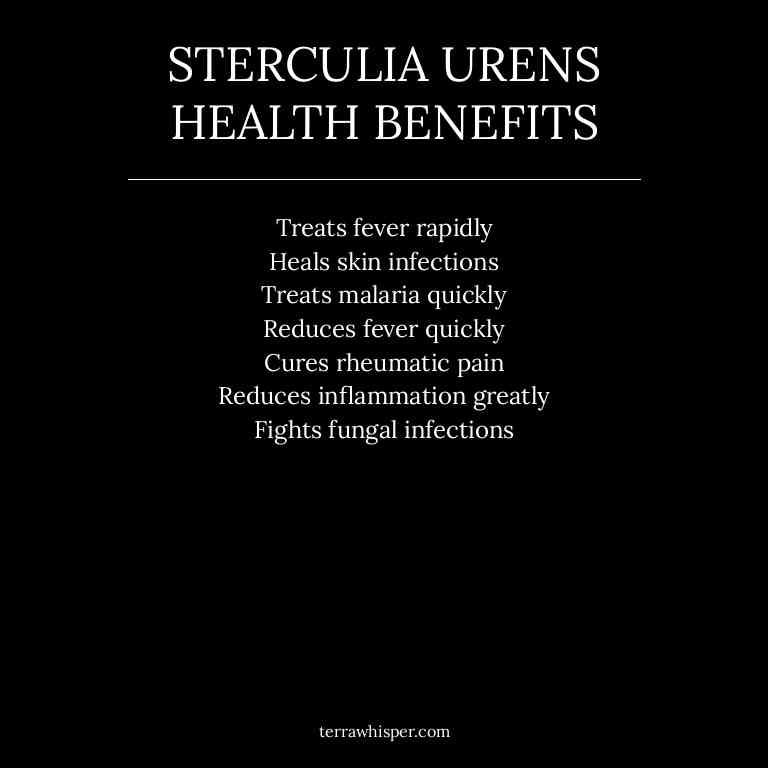 STERCULIA URENS
HEALTH BENEFITS
Treats fever rapidly
Heals skin infections
Treats malaria quickly
Reduces fever quickly
Cures rheumatic pain
Reduces inflammation greatly
Fights fungal infections
terrawhisper.com